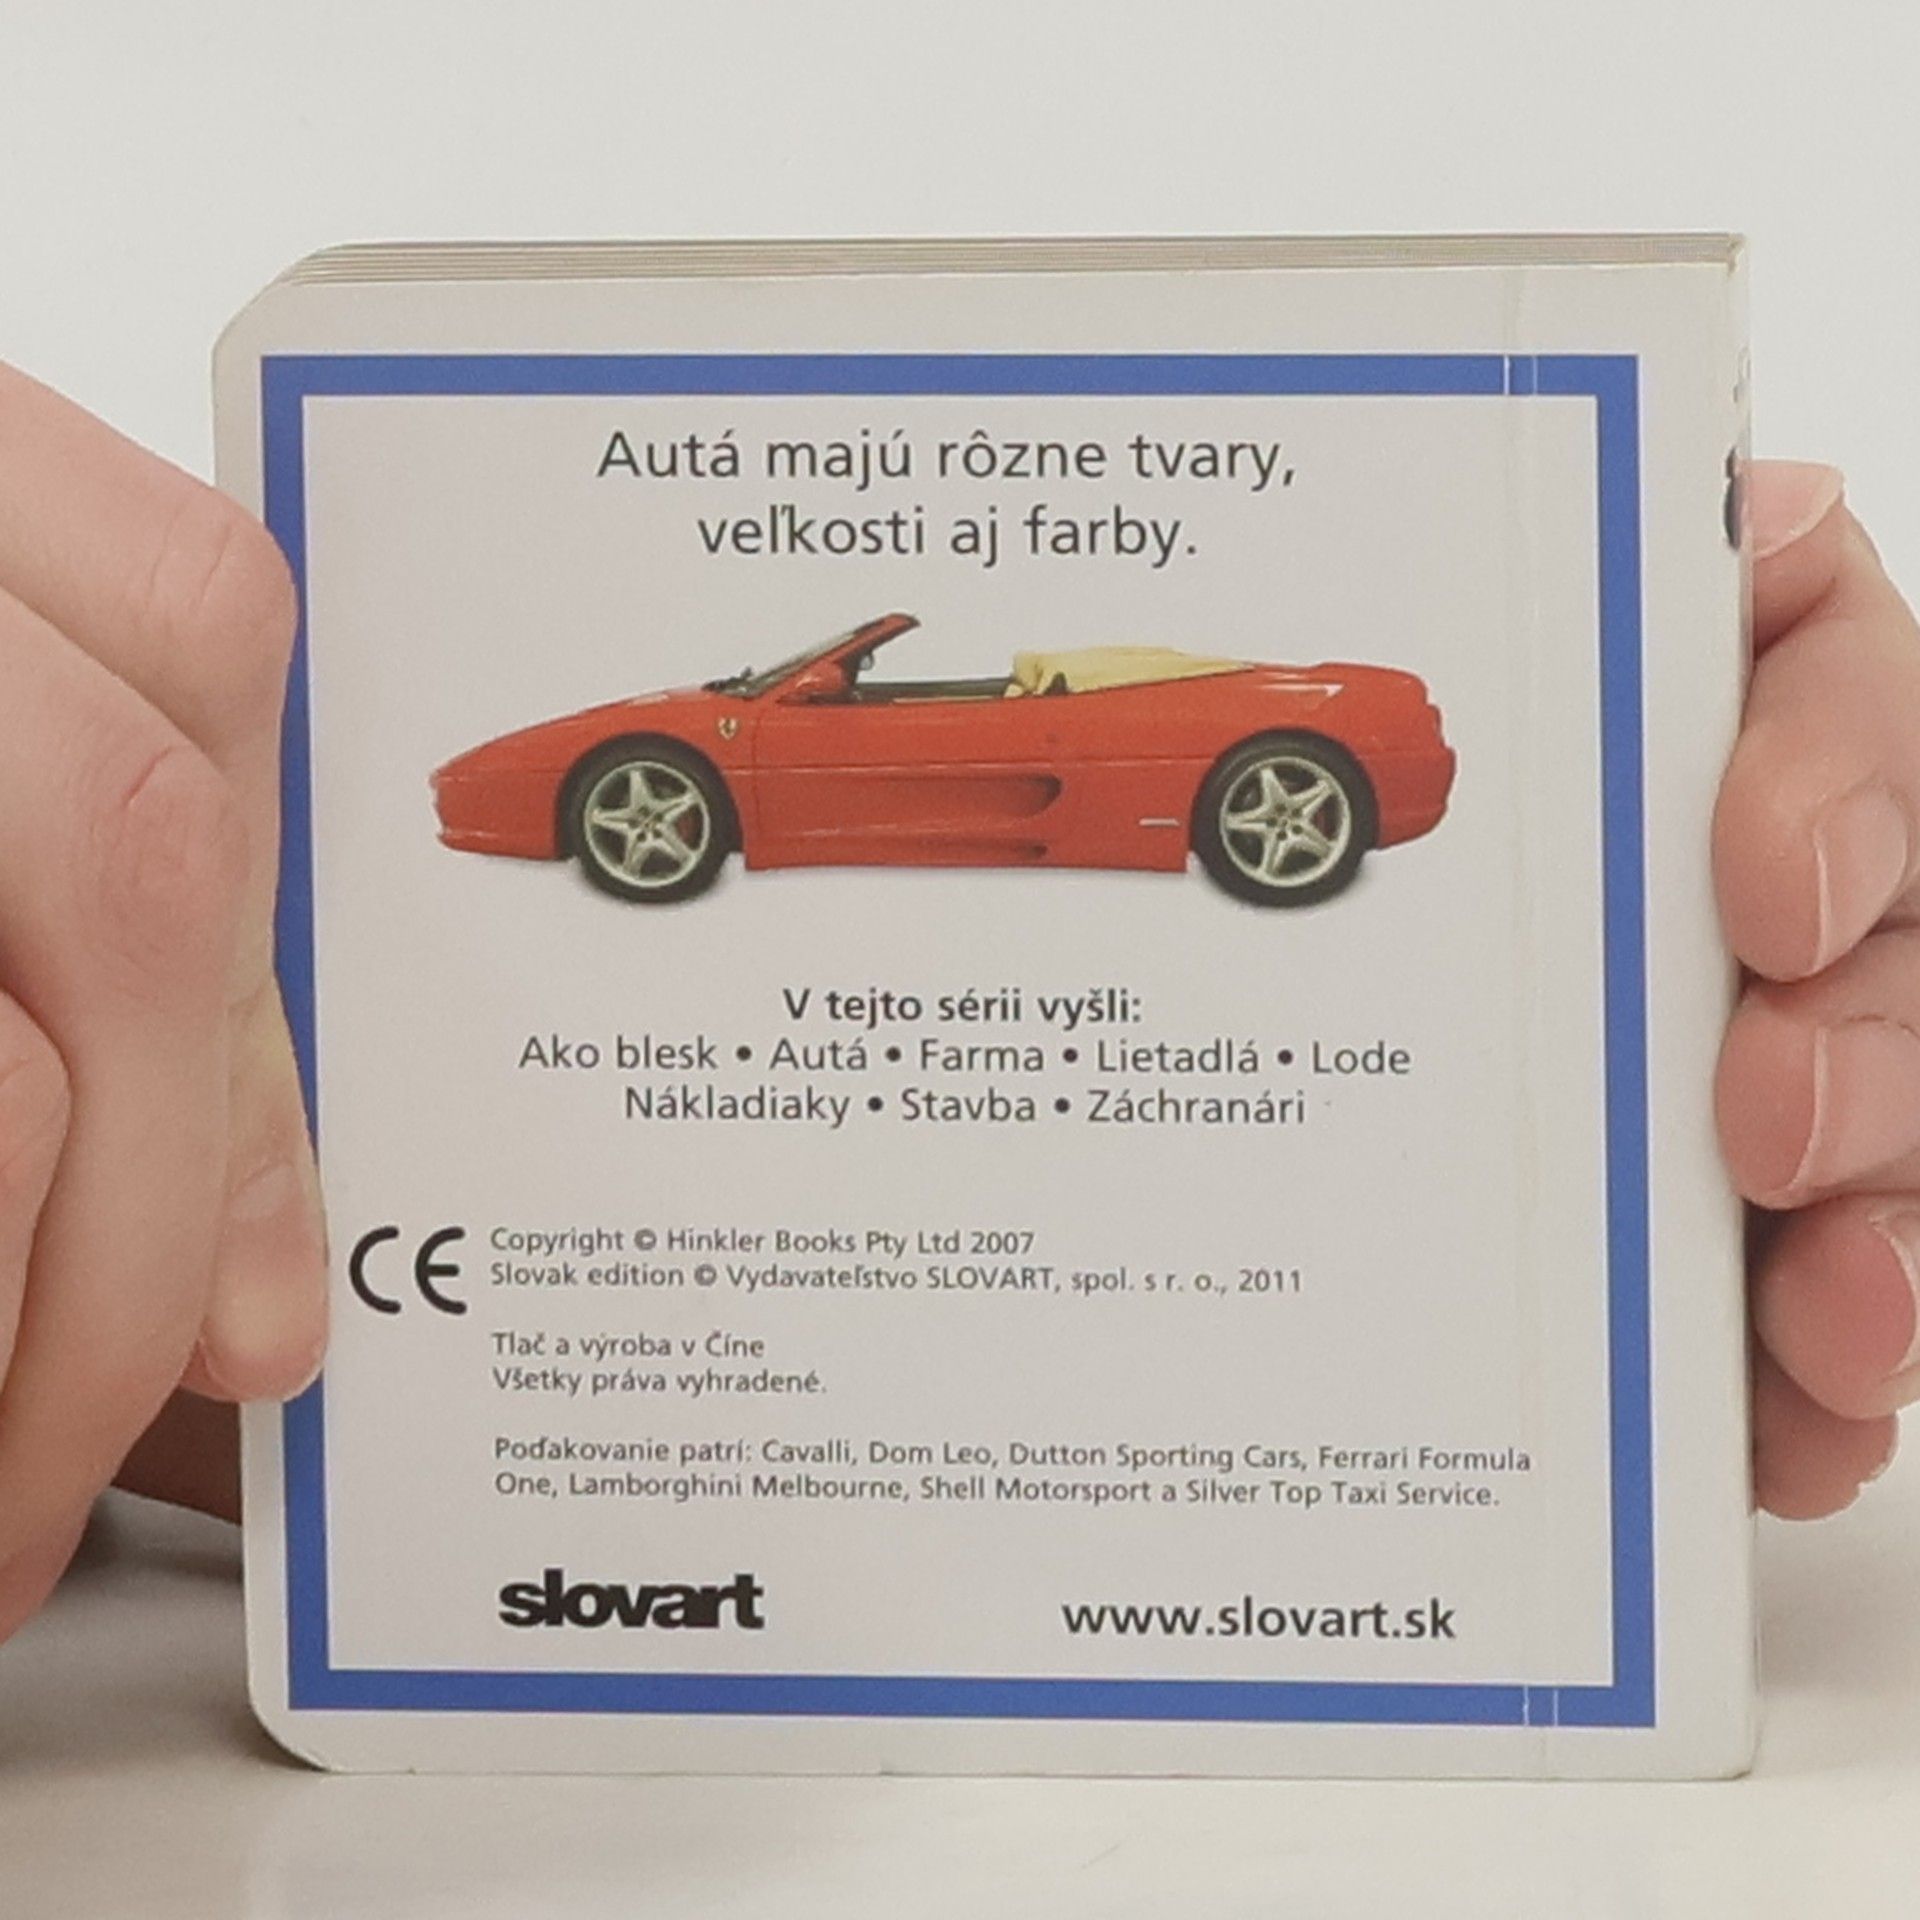 Autá majú rôzne tvary,
veľkosti aj farby.
V tejto sérii vyšli:
Ako blesk • Autá • Farma • Lietadlá • Lode
Nákladiaky • Stavba • Záchranári
CE
Copyright © Hinkler Books Pty Ltd 2007
Slovak edition © Vydavateľstvo SLOVART, spol. s r. o., 2011
Tlač a výroba v Číne
Všetky práva vyhradené.
Poďakovanie patrí: Cavalli, Dom Leo, Dutton Sporting Cars, Ferrari Formula
One, Lamborghini Melbourne, Shell Motorsport a Silver Top Taxi Service.
slovart
www.slovart.sk